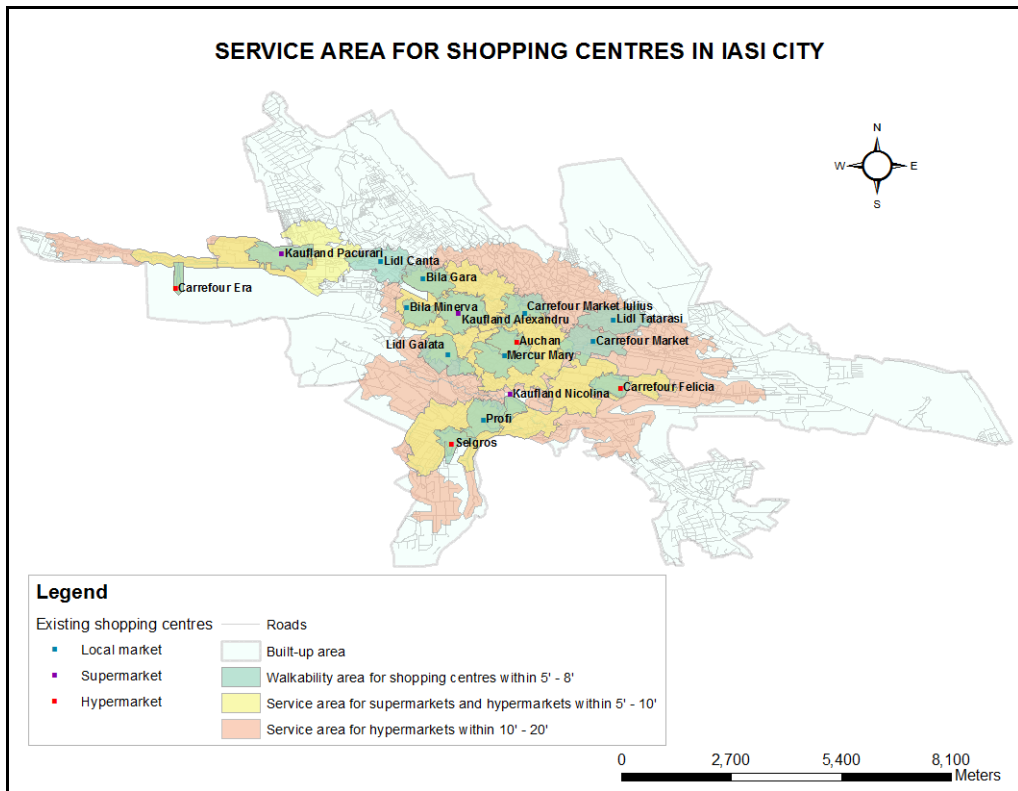 SERVICE AREA FOR SHOPPING CENTRES IN IASI CITY
N
W E
S
Kaufland Pacurari
Lidl Canta
Bila Gara
Carrefour Era
Bila Minerva
Carrefour Market Iulius
Kaufland Alexandru
Lidl Tatarasi
Lidl Galata
Auchan
Carrefour Market
Mercur Mary
Carrefour Felicia
Kaufland Nicolina
Profi
Selgros
Legend
Existing shopping centres
Local market
Supermarket
Hypermarket
Roads
Built-up area
Walkability area for shopping centres within 5' - 8'
Service area for supermarkets and hypermarkets within 5' - 10'
Service area for hypermarkets within 10' - 20'
0 2,700 5,400 8,100
Meters